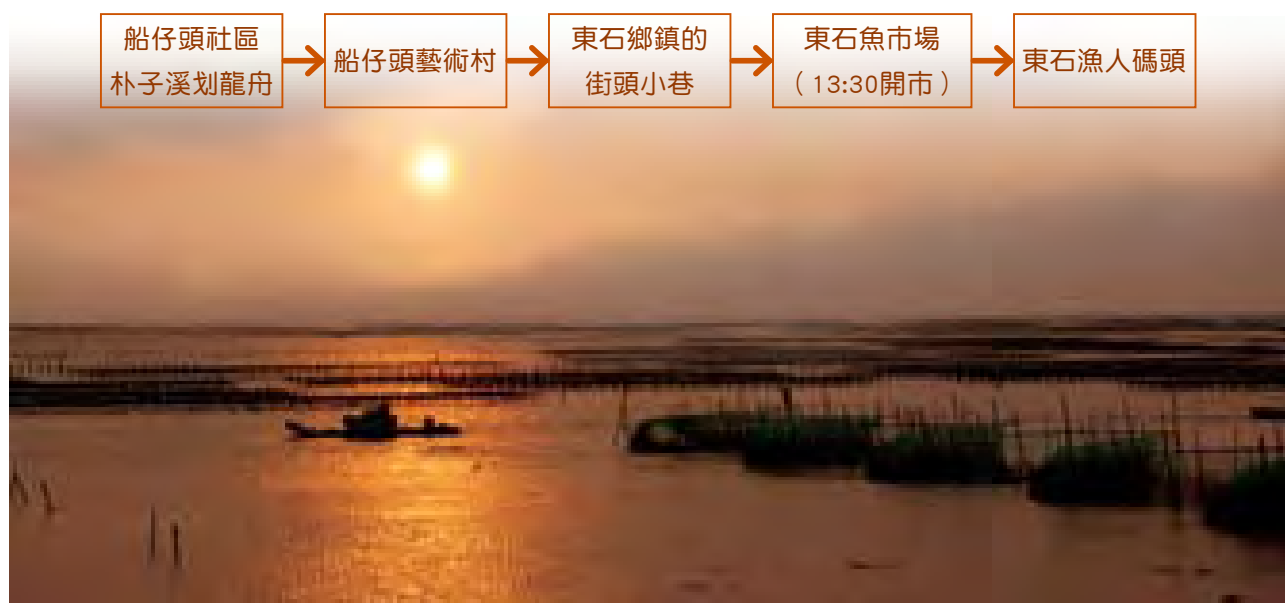 船仔頭社區
朴子溪划龍舟
船仔頭藝術村
東石鄉鎮的
街頭小巷
東石魚市場
（13:30開市）
東石漁人碼頭